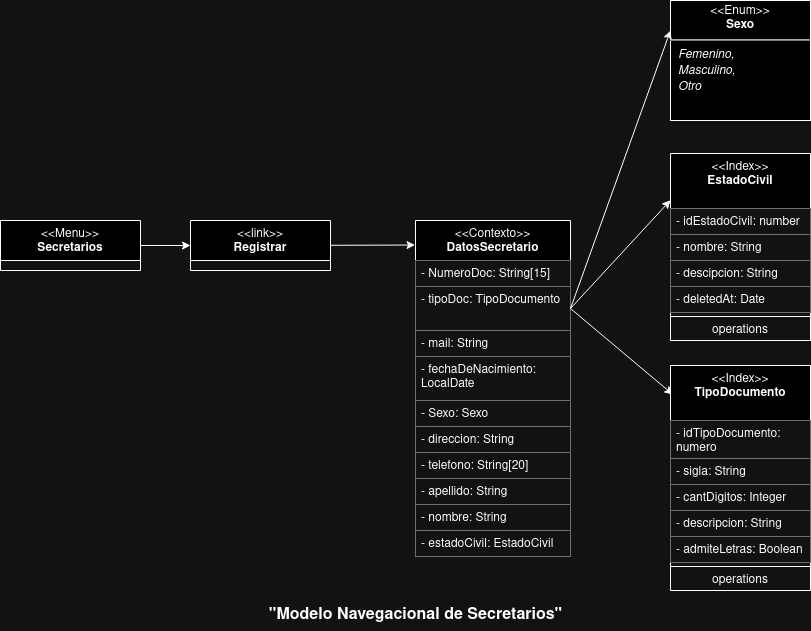 <<Menu>>
Secretarios
<<link>>
Registrar
<<Contexto>>
DatosSecretario
- NumeroDoc: String[15]
- tipoDoc: TipoDocumento
- mail: String
- fechaDeNacimiento:
LocalDate
- Sexo: Sexo
- direccion: String
- telefono: String[20]
- apellido: String
- nombre: String
- estadoCivil: EstadoCivil
<<Enum>>
Sexo
Femenino,
Masculino,
Otro
<<Index>>
EstadoCivil
- idEstadoCivil: number
- nombre: String
- descipcion: String
- deletedAt: Date
operations
<<Index>>
TipoDocumento
- idTipoDocumento:
numero
- sigla: String
- cantDigitos: Integer
- descripcion: String
- admiteLetras: Boolean
operations
"Modelo Navegacional de Secretarios"